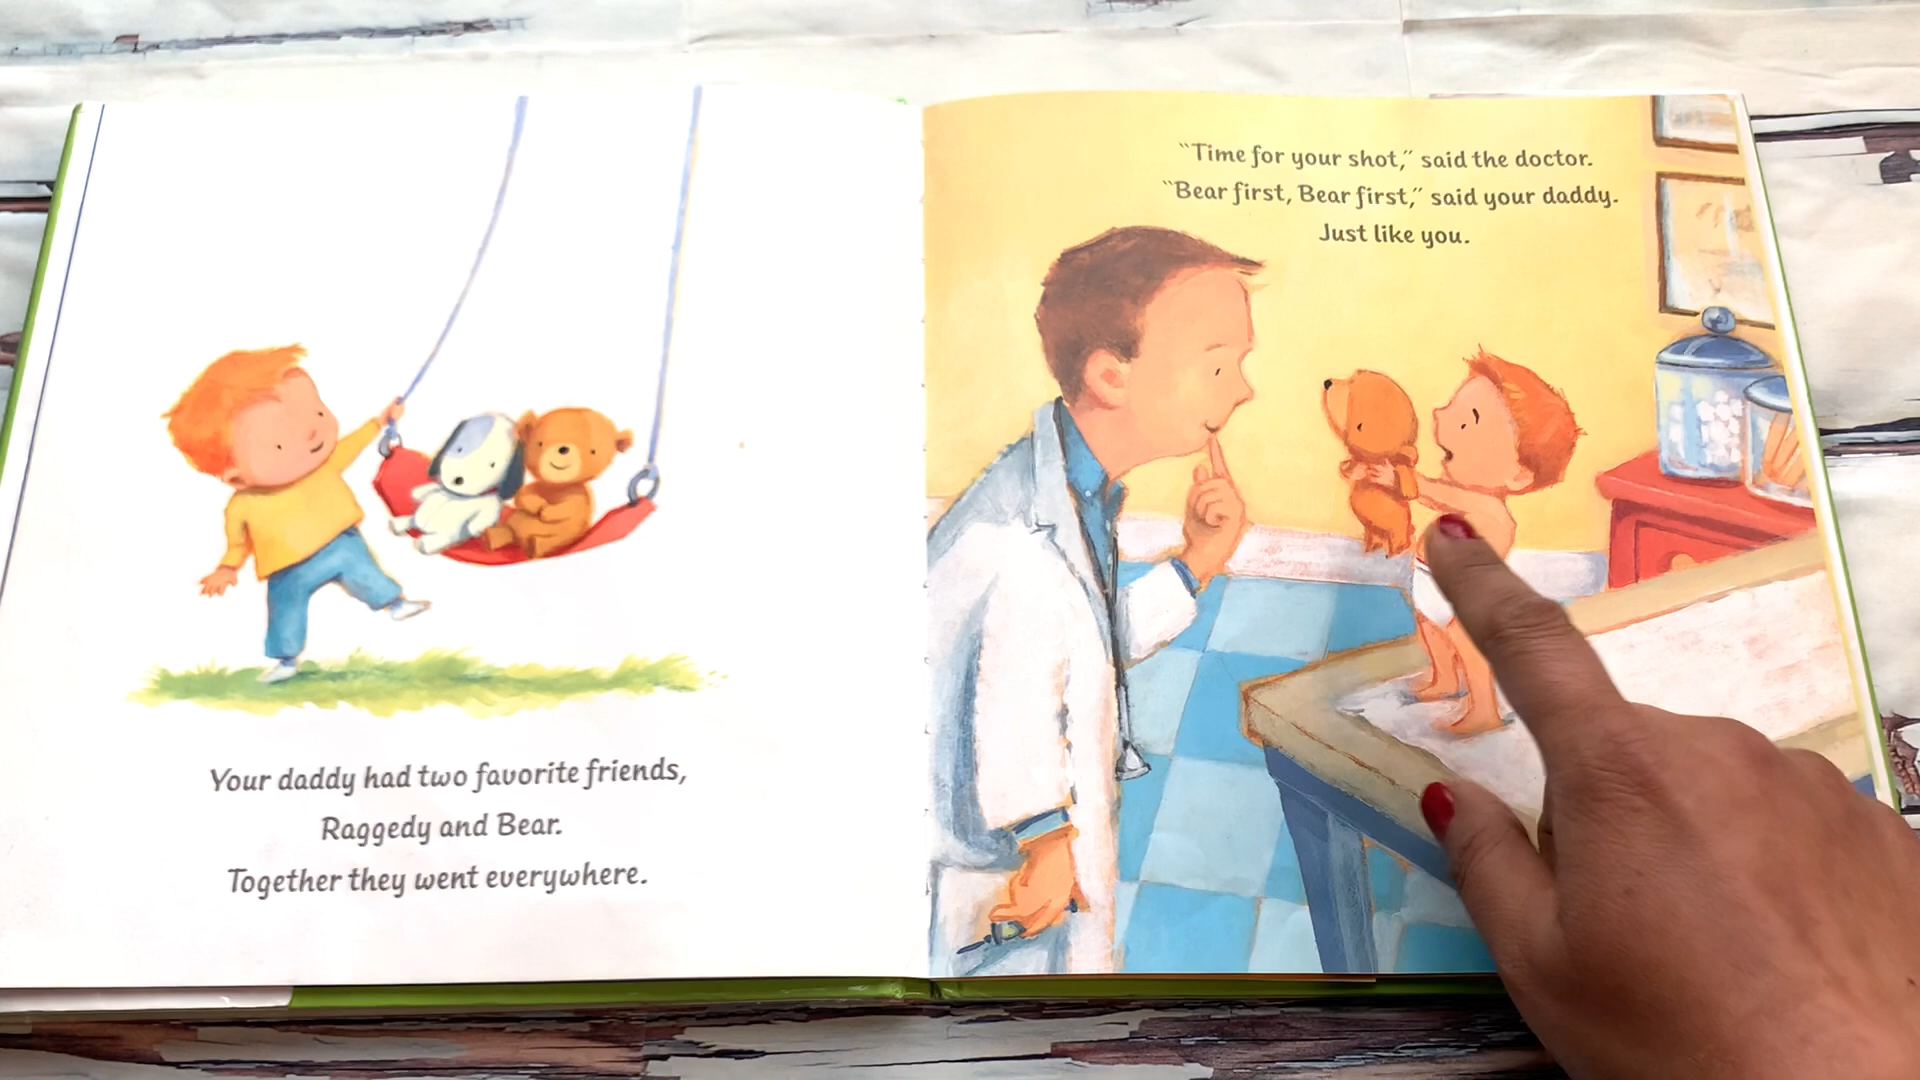 Your daddy had two favorite friends,
Raggedy and Bear.
Together they went everywhere.
“Time for your shot,” said the doctor.
“Bear first, Bear first,” said your daddy.
Just like you.